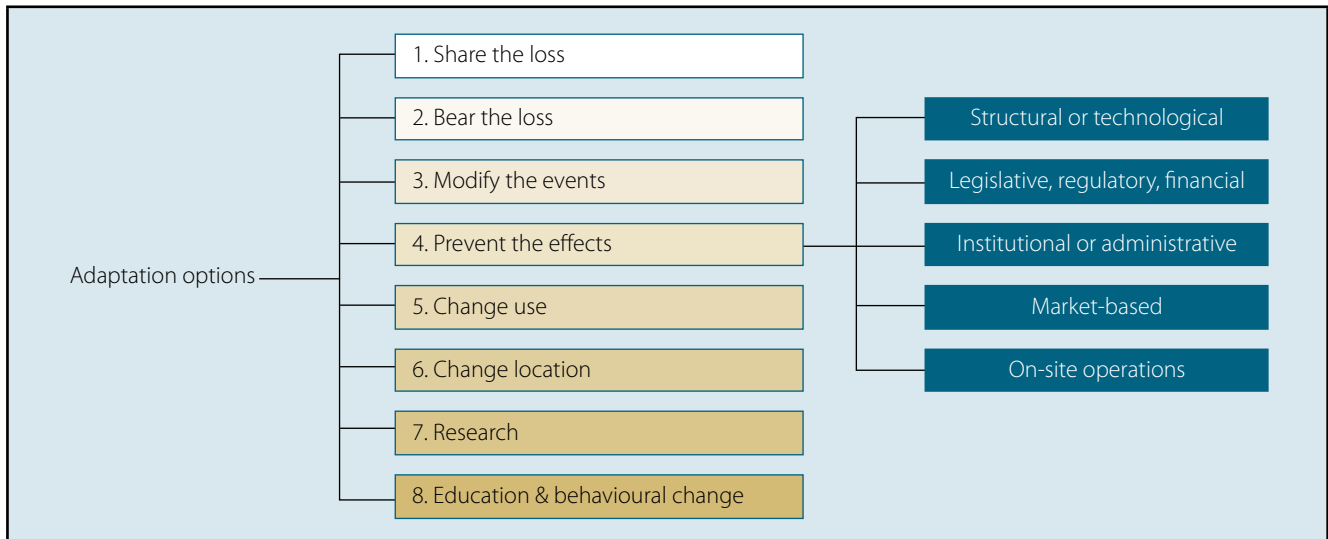 Adaptation options
1. Share the loss
2. Bear the loss
3. Modify the events
4. Prevent the effects
5. Change use
6. Change location
7. Research
8. Education & behavioural change
Structural or technological
Legislative, regulatory, financial
Institutional or administrative
Market-based
On-site operations